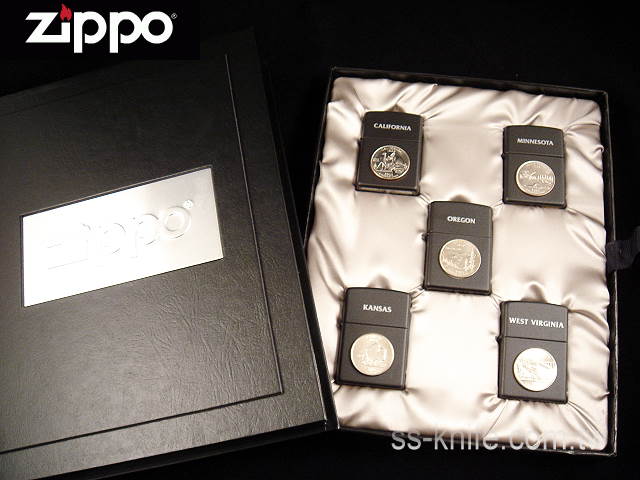 zippo®
zippo®
CALIFORNIA
MINNESOTA
OREGON
KANSAS
WEST VIRGINIA
ss-knife.com.tw